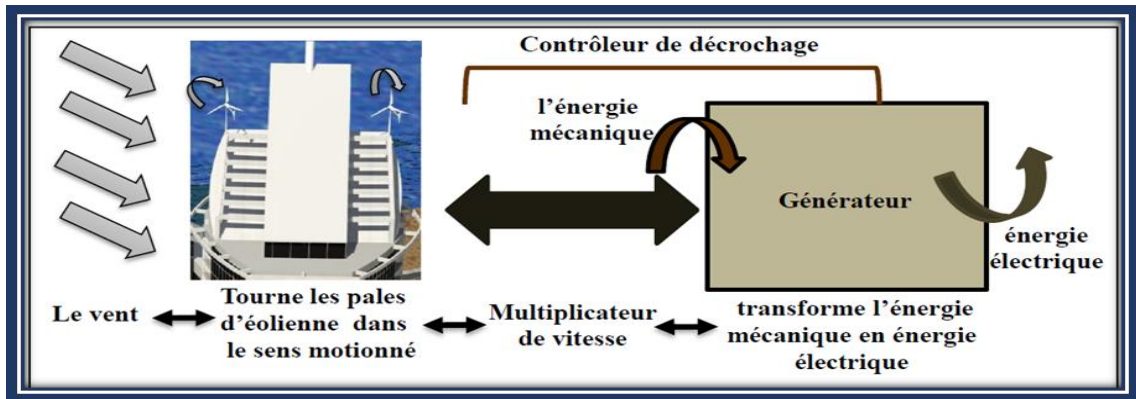 Contrôleur de décrochage
l'énergie
mécanique
Générateur
énergie
électrique
Le vent
Tourne les pales
d'éolienne dans
le sens motionné
Multiplicateur
de vitesse
transforme l'énergie
mécanique en énergie
électrique